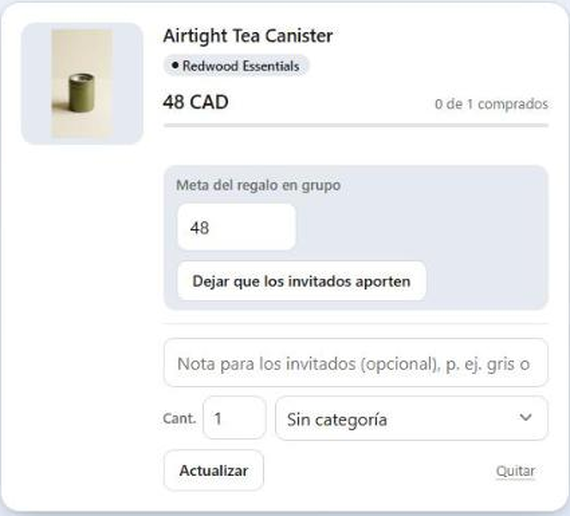 Airtight Tea Canister
Redwood Essentials
48 CAD
0 de 1 comprados
Meta del regalo en grupo
48
Dejar que los invitados aporten
Nota para los invitados (opcional), p. ej. gris o
Cant. 1 Sin categoría
Actualizar
Quitar